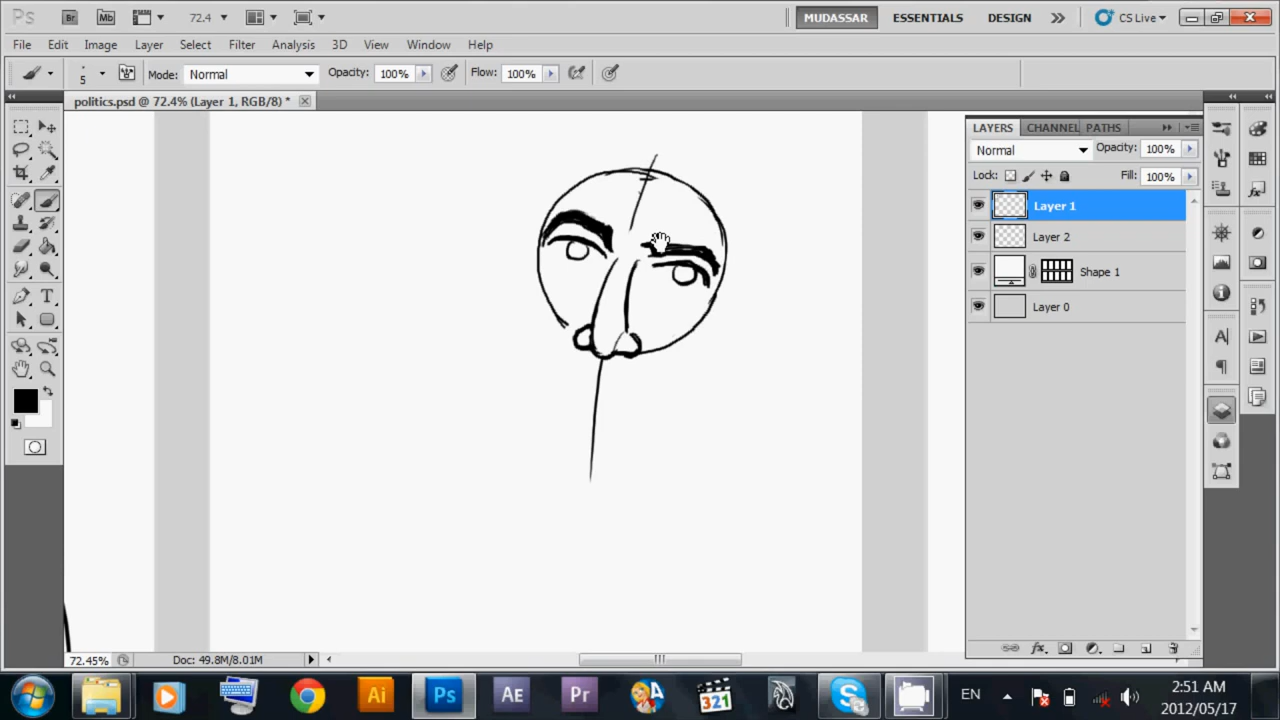 Ps Br Mb 72.4 MUDASSAR ESSENTIALS DESIGN CS Live
File Edit Image Layer Select Filter Analysis 3D View Window Help
5 Mode: Normal Opacity: 100% Flow: 100%
politics.psd @ 72.4% (Layer 1, RGB/8) *
LAYERS CHANNEL PATHS
Normal Opacity: 100%
Lock: Fill: 100%
Layer 1
Layer 2
Shape 1
Layer 0
72.45% Doc: 49.8M/8.01M
Ai Ps AE Pr 321 EN 2:51 AM
2012/05/17